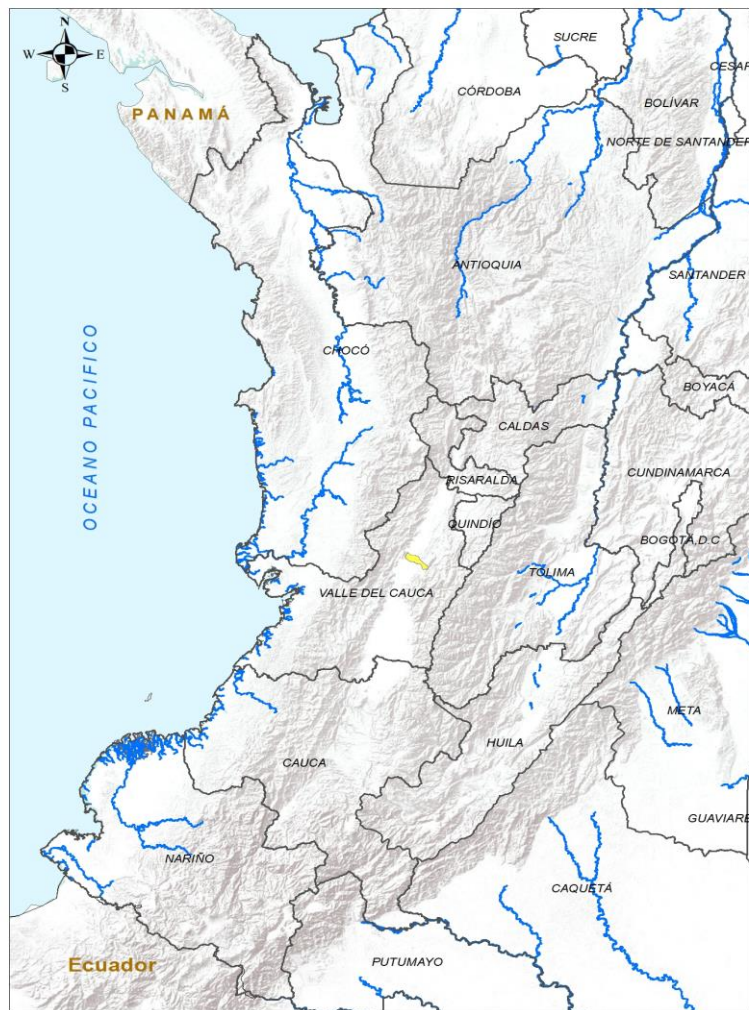 SUCRE
N
W E
S
CESAR
CÓRDOBA
BOLÍVAR
PANAMÁ
NORTE DE SANTANDER
ANTIOQUIA
SANTANDER
CHOCÓ
OCEANO PACIFICO
BOYACÁ
CALDAS
CUNDINAMARCA
RISARALDA
QUINDÍO
BOGOTÁ, D.C
TOLIMA
VALLE DEL CAUCA
META
HUILA
CAUCA
GUAVIARE
NARIÑO
CAQUETÁ
Ecuador
PUTUMAYO